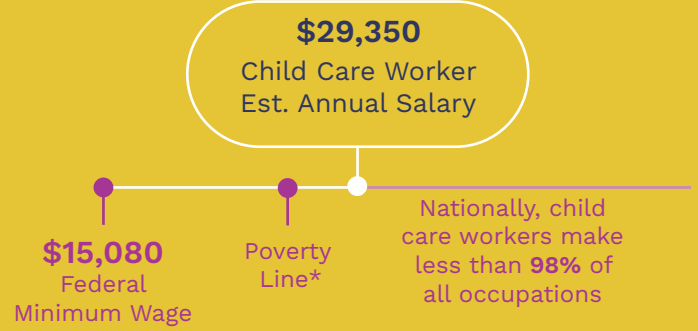 $29,350
Child Care Worker
Est. Annual Salary
$15,080
Federal
Minimum Wage
Poverty
Line*
Nationally, child
care workers make
less than 98% of
all occupations